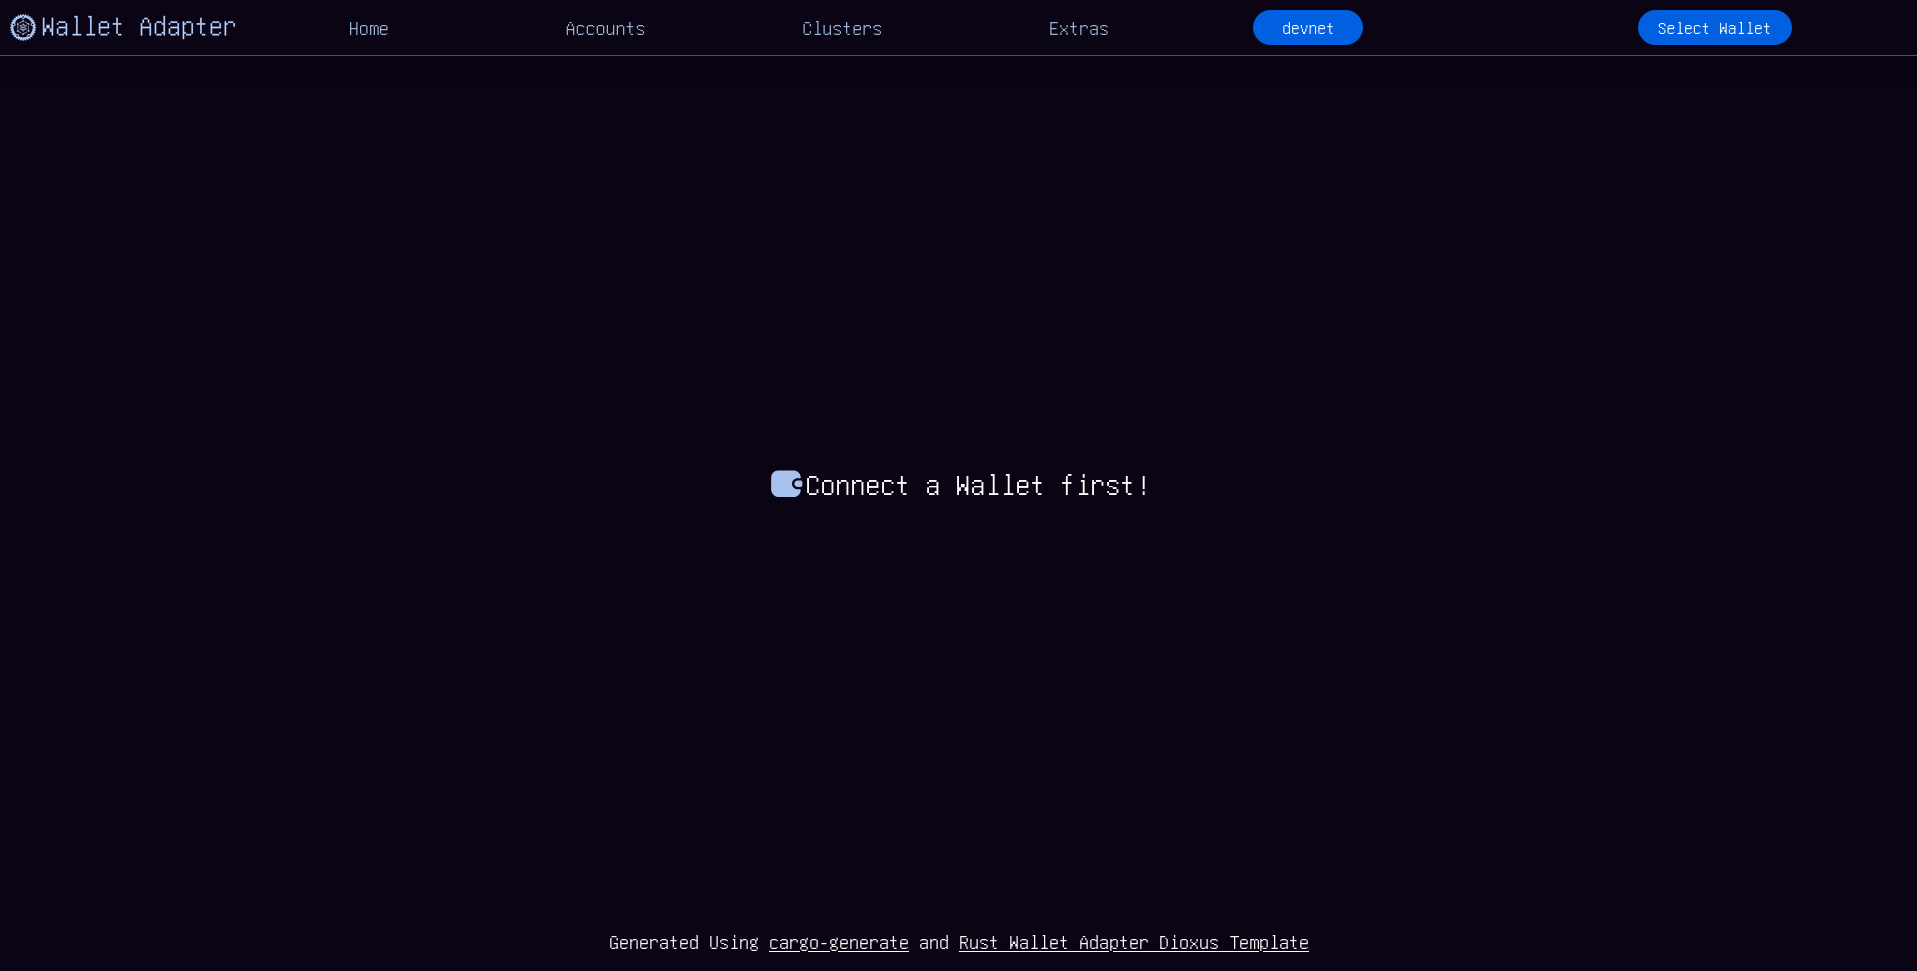 Wallet Adapter Home Accounts Clusters Extras devnet Select Wallet
Connect a Wallet first!
Generated Using cargo-generate and Rust Wallet Adapter Dioxus Template